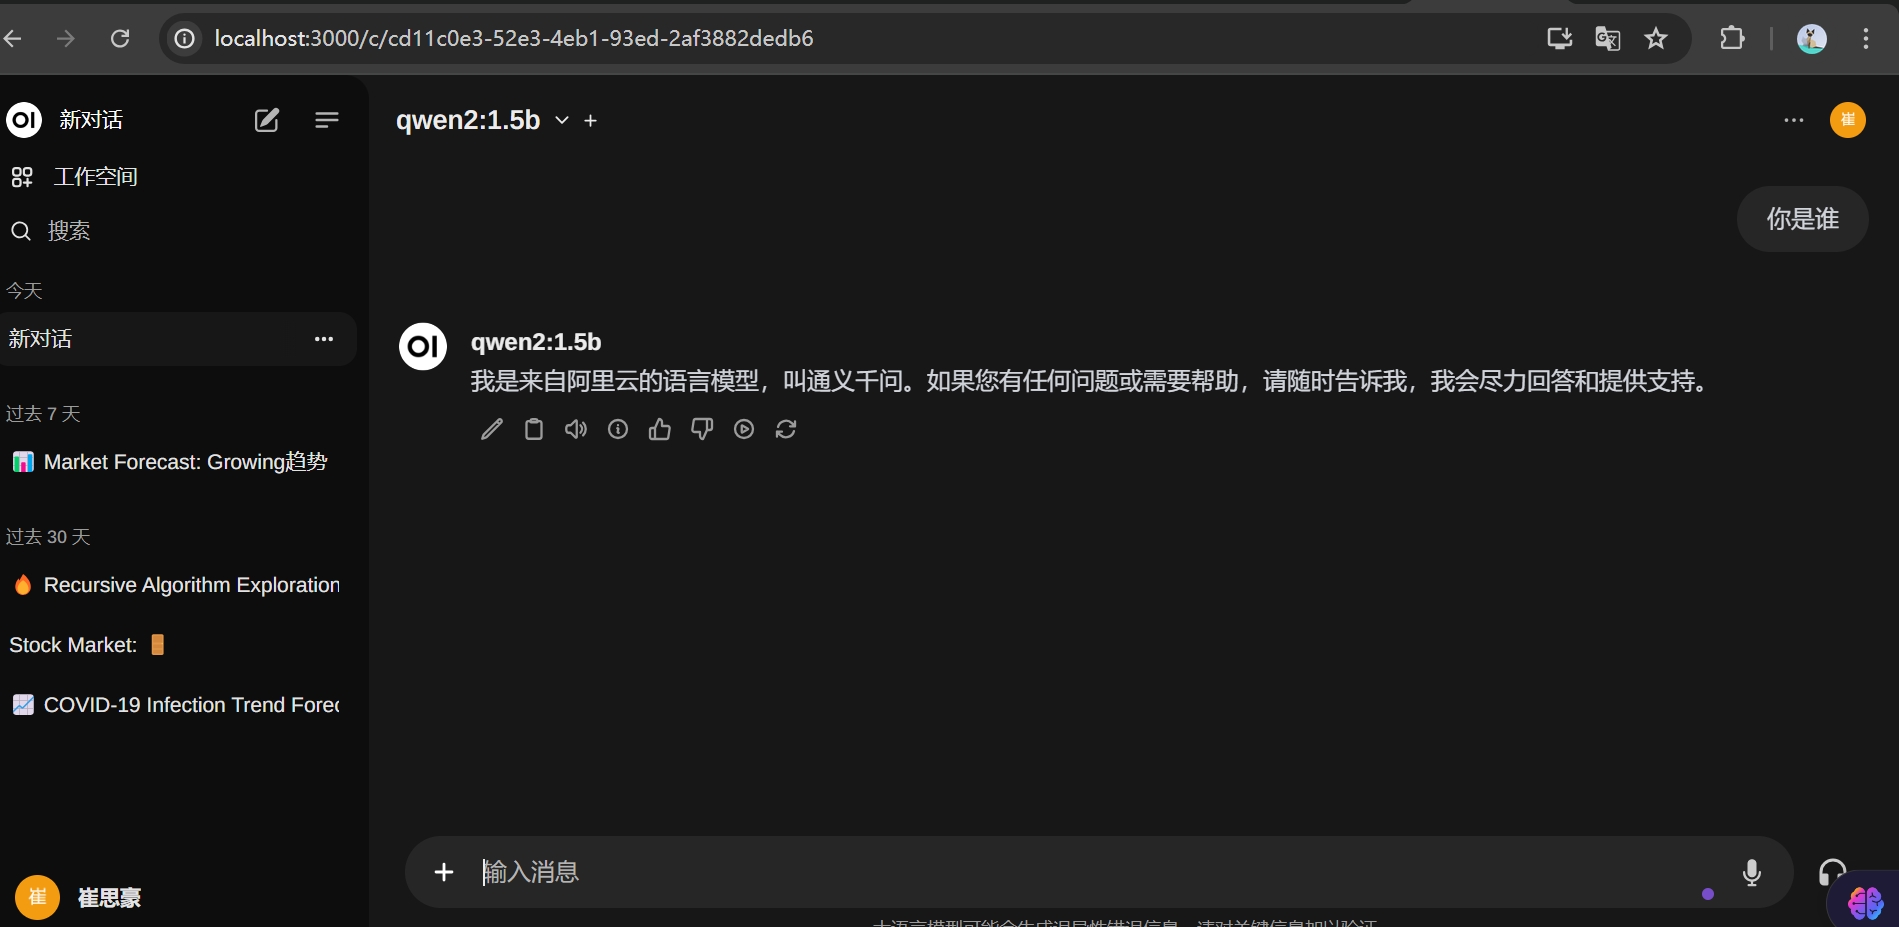 localhost:3000/c/cd11c0e3-52e3-4eb1-93ed-2af3882dedb6
OI 新对话
工作空间
搜索
今天
新对话
过去 7 天
Market Forecast: Growing趋势
过去 30 天
Recursive Algorithm Exploration
Stock Market:
COVID-19 Infection Trend Forec
崔 崔思豪
qwen2:1.5b
崔
你是谁
OI qwen2:1.5b
我是来自阿里云的语言模型，叫通义千问。如果您有任何问题或需要帮助，请随时告诉我，我会尽力回答和提供支持。
输入消息